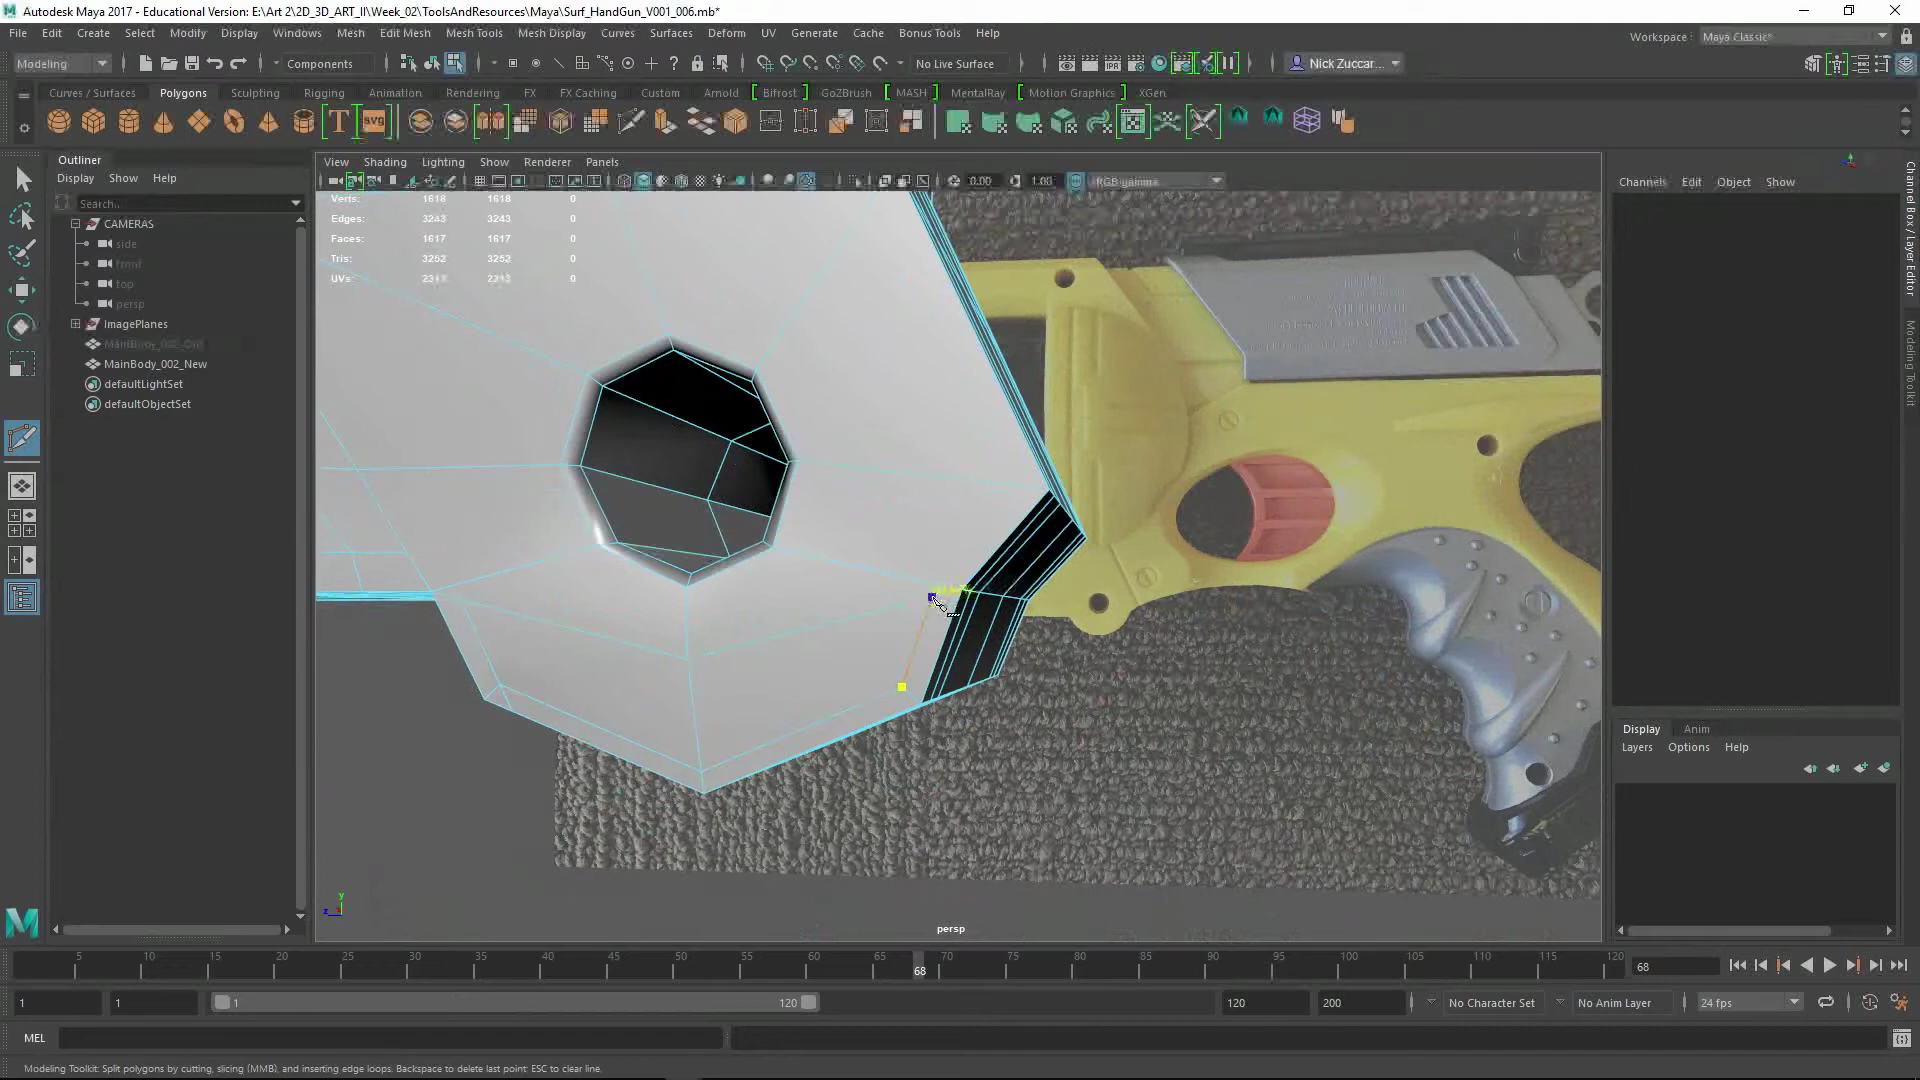 Autodesk Maya 2017 - Educational Version: E:\Art 2\2D_3D_ART_II\Week_02\ToolsAndResources\Maya\Surf_HandGun_V001_006.mb*
File Edit Create Select Modify Display Windows Mesh Edit Mesh Mesh Tools Mesh Display Curves Surfaces Deform UV Generate Cache Bonus Tools Help
Workspace: Maya Classic*
Modeling Components No Live Surface Nick Zuccar...
Curves / Surfaces Polygons Sculpting Rigging Animation Rendering FX FX Caching Custom Arnold Bifrost GoZBrush MASH MentalRay Motion Graphics XGen
T SVG
Outliner
Display Show Help
Search..
CAMERAS
side
front
top
persp
ImagePlanes
MainBody_002_New
defaultLightSet
defaultObjectSet
View Shading Lighting Show Renderer Panels
0.00 1.00 RGB gamma
Verts: 1618 1618 0
Edges: 3243 3243 0
Faces: 1617 1617 0
Tris: 3252 3252 0
UVs: 0
persp
y
z
Channels Edit Object Show
Channel Box / Layer Editor
Modeling Toolkit
Display Anim
Layers Options Help
5 10 15 20 25 30 35 40 45 50 55 60 65 68 70 75 80 85 90 95 100 105 110 115 120
68
1 1 1 120 120 200 No Character Set No Anim Layer 24 fps
MEL
Modeling Toolkit: Split polygons by cutting, slicing (MMB), and inserting edge loops. Backspace to delete last point: ESC to clear line.